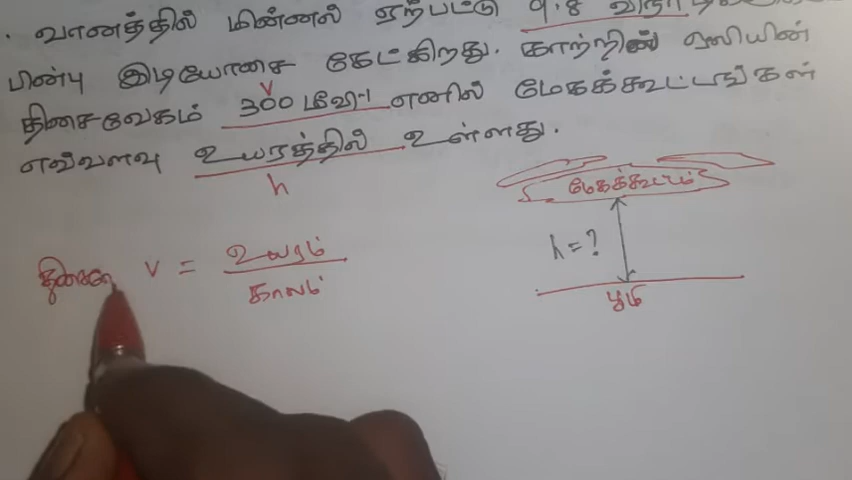 . வானத்தில் மின்னல் ஏற்பட்டு 9.8
பின்பு இடியோசை கேட்கிறது. காற்றில் ஒலியின்
v
திசைவேகம் 300 மவி-1 எனில் மேகக்கூட்டங்கள்
எவ்வளவு உயரத்தில் உள்ளது.
h
மேகக்கூட்டம்
h = ?
திசை v = உயரம்
காலம்
பூமி